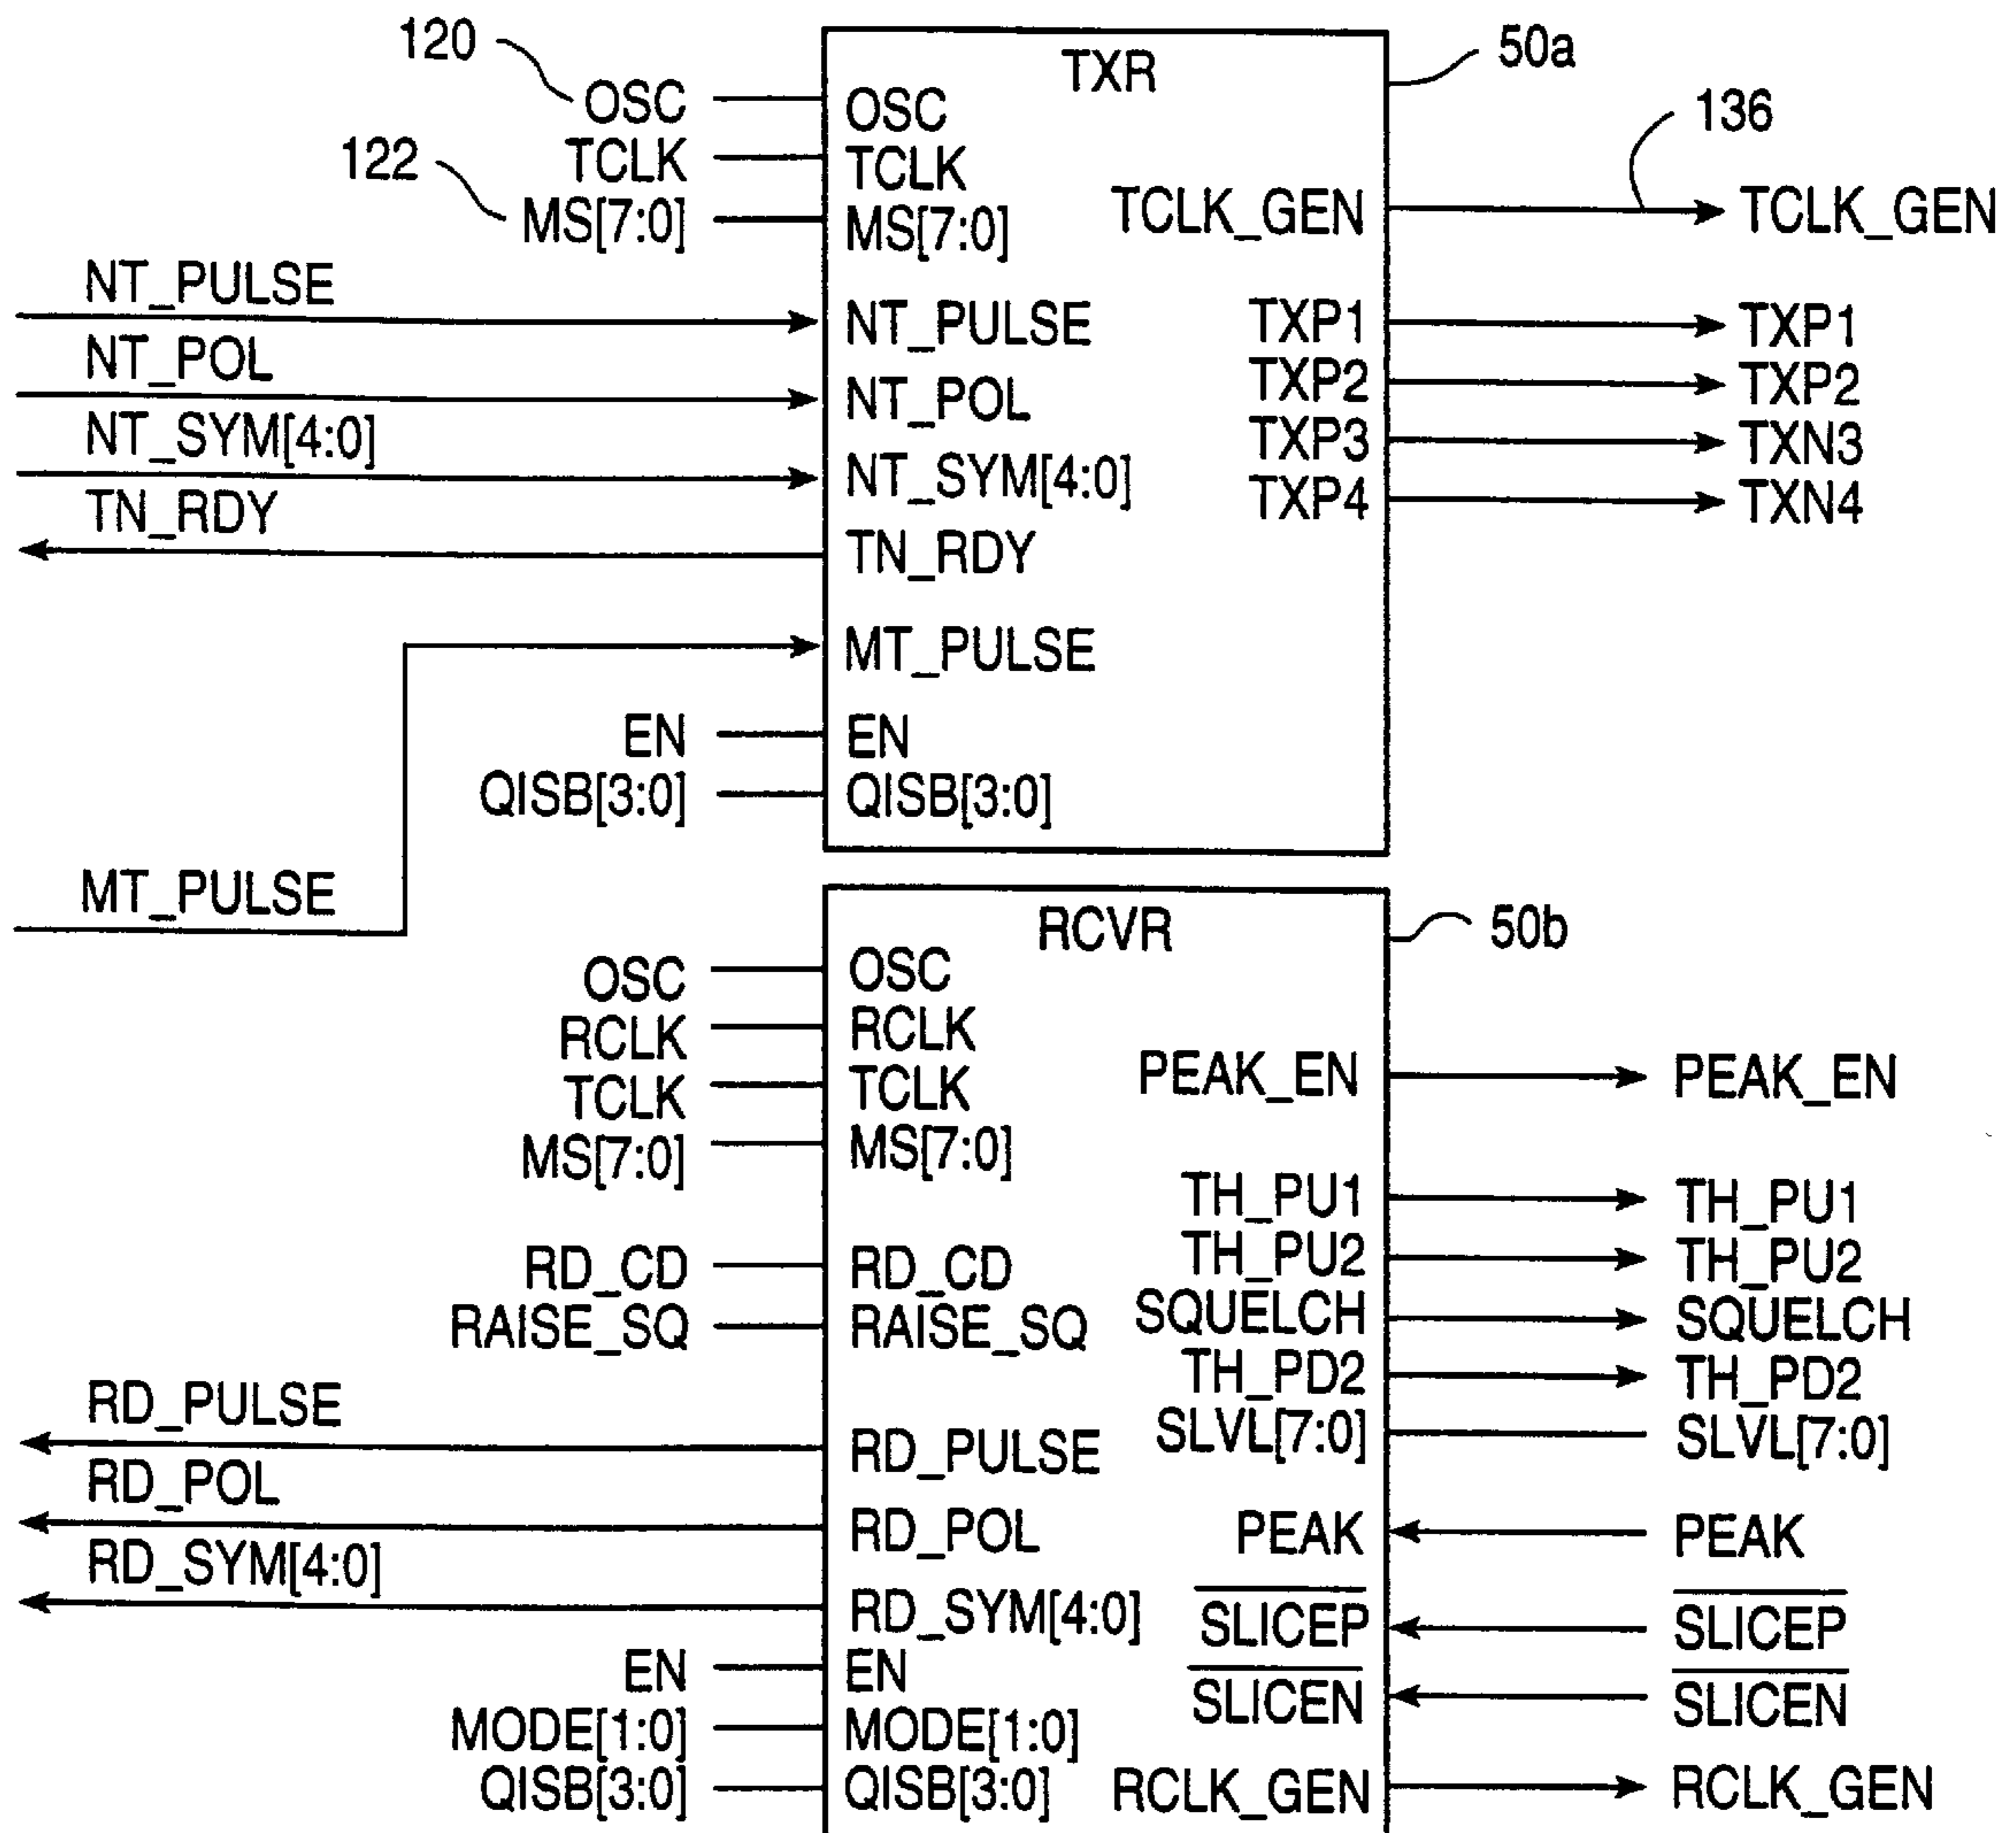 120
TXR
50a
OSC
OSC
136
TCLK
TCLK
122
MS[7:0]
MS[7:0]
TCLK_GEN
TCLK_GEN
NT_PULSE
NT_PULSE
TXP1
TXP1
NT_POL
NT_POL
TXP2
TXP2
NT_SYM[4:0]
NT_SYM[4:0]
TXP3
TXN3
TXP4
TXN4
TN_RDY
TN_RDY
MT_PULSE
EN
EN
QISB[3:0]
QISB[3:0]
MT_PULSE
RCVR
50b
OSC
OSC
RCLK
RCLK
TCLK
TCLK
PEAK_EN
PEAK_EN
MS[7:0]
MS[7:0]
TH_PU1
TH_PU1
RD_CD
RD_CD
TH_PU2
TH_PU2
RAISE_SQ
RAISE_SQ
SQUELCH
SQUELCH
TH_PD2
TH_PD2
RD_PULSE
RD_PULSE
SLVL[7:0]
SLVL[7:0]
RD_POL
RD_POL
PEAK
PEAK
RD_SYM[4:0]
RD_SYM[4:0]
SLICEP
SLICEP
EN
EN
SLICEN
SLICEN
MODE[1:0]
MODE[1:0]
QISB[3:0]
QISB[3:0]
RCLK_GEN
RCLK_GEN